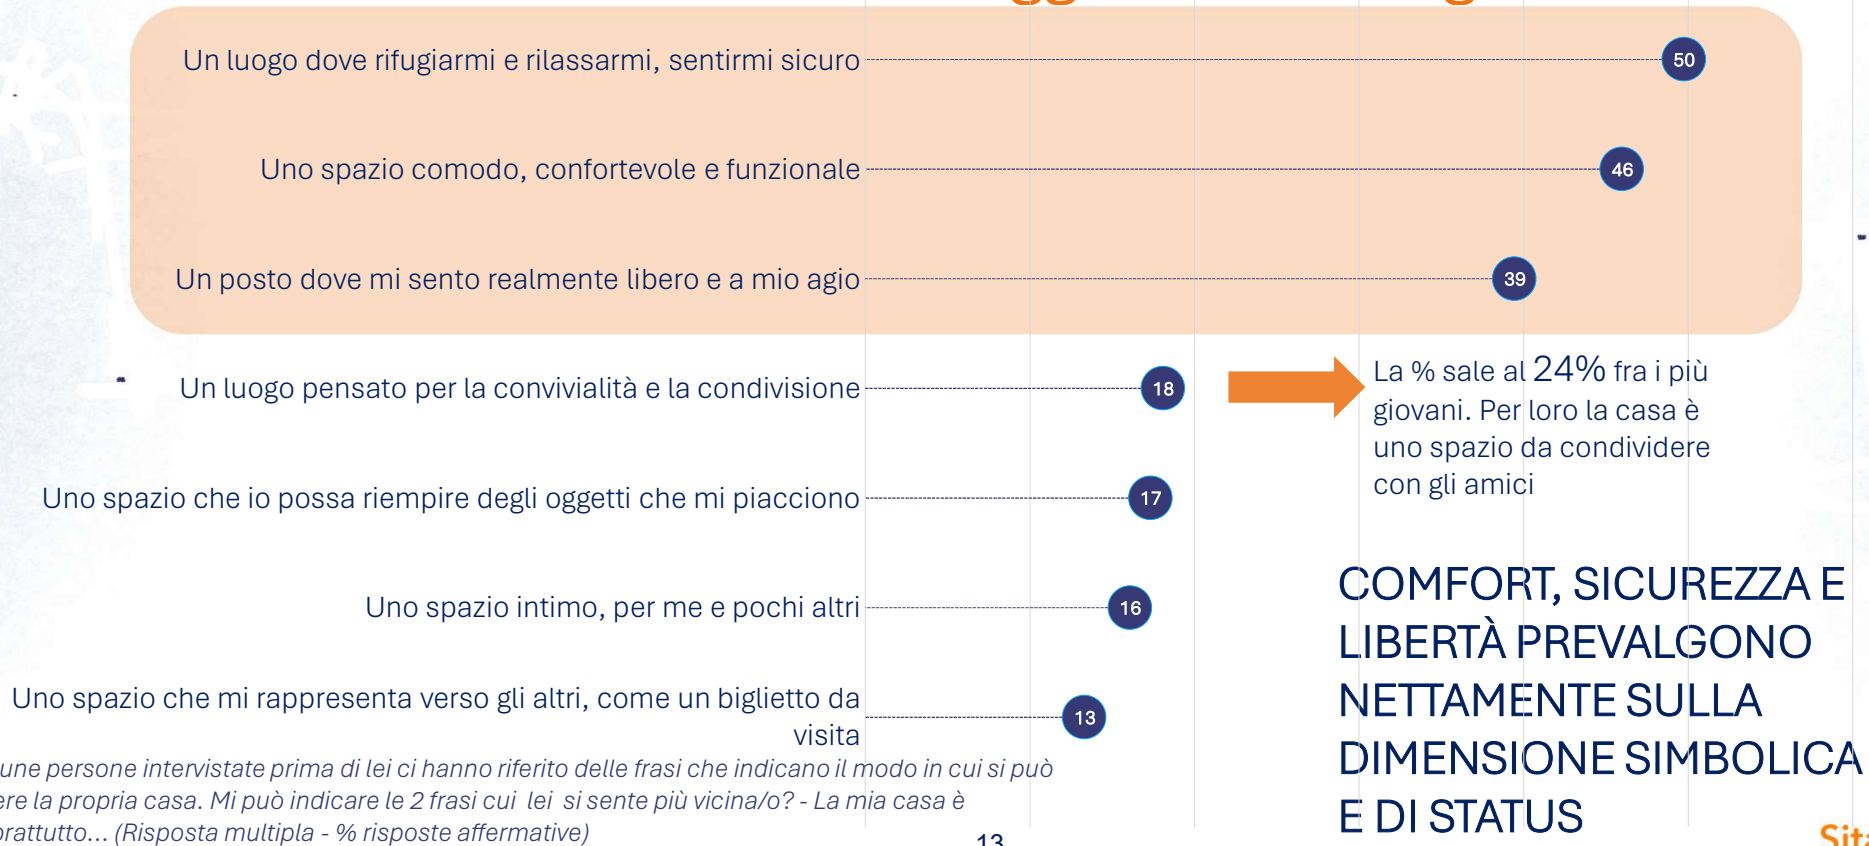 Un luogo dove rifugiarmi e rilassarmi, sentirmi sicuro
50
Uno spazio comodo, confortevole e funzionale
46
Un posto dove mi sento realmente libero e a mio agio
39
Un luogo pensato per la convivialità e la condivisione
18
La % sale al 24% fra i più
giovani. Per loro la casa è
uno spazio da condividere
con gli amici
Uno spazio che io possa riempire degli oggetti che mi piacciono
17
Uno spazio intimo, per me e pochi altri
16
Uno spazio che mi rappresenta verso gli altri, come un biglietto da
visita
13
COMFORT, SICUREZZA E
LIBERTÀ PREVALGONO
NETTAMENTE SULLA
DIMENSIONE SIMBOLICA
E DI STATUS
une persone intervistate prima di lei ci hanno riferito delle frasi che indicano il modo in cui si può
ere la propria casa. Mi può indicare le 2 frasi cui lei si sente più vicina/o? - La mia casa è
prattutto... (Risposta multipla - % risposte affermative)
13